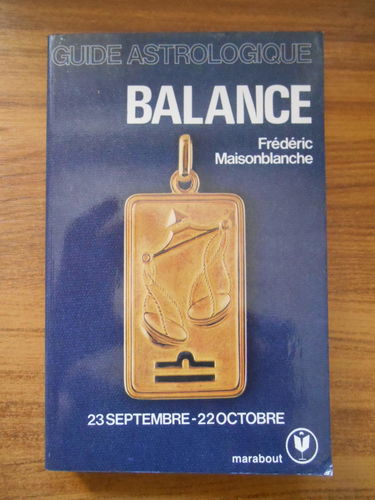 GUIDE ASTROLOGIQUE
BALANCE
Frédéric
Maisonblanche
23 SEPTEMBRE-22 OCTOBRE
marabout